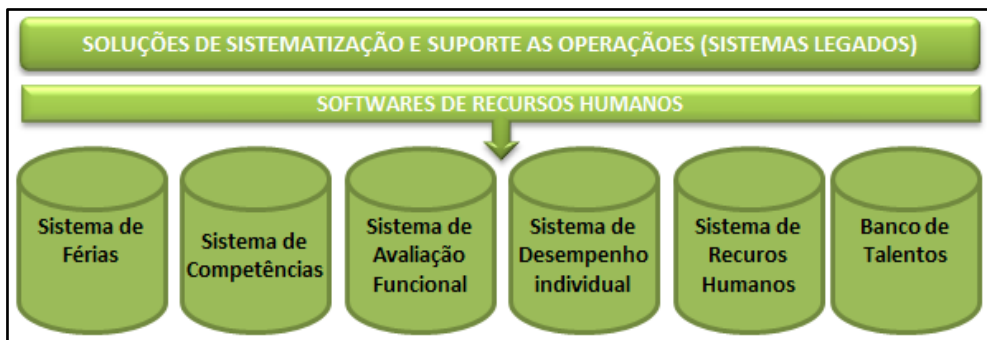 SOLUÇÕES DE SISTEMATIZAÇÃO E SUPORTE AS OPERAÇÃOES (SISTEMAS LEGADOS)
SOFTWARES DE RECURSOS HUMANOS
Sistema de
Férias
Sistema de
Competências
Sistema de
Avaliação
Funcional
Sistema de
Desempenho
individual
Sistema de
Recuros
Humanos
Banco de
Talentos